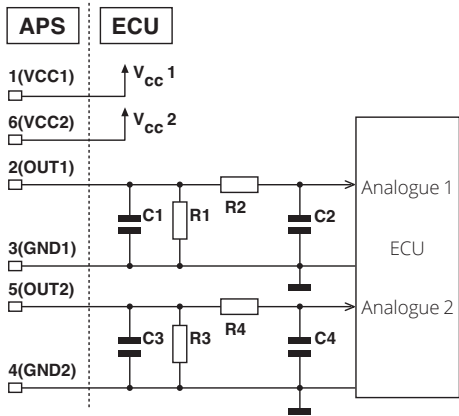 APS ECU
1(VCC1)
Vcc 1
6(VCC2)
Vcc 2
2(OUT1)
Analogue 1
C1 R1 R2 C2
3(GND1)
ECU
5(OUT2)
Analogue 2
C3 R3 R4 C4
4(GND2)